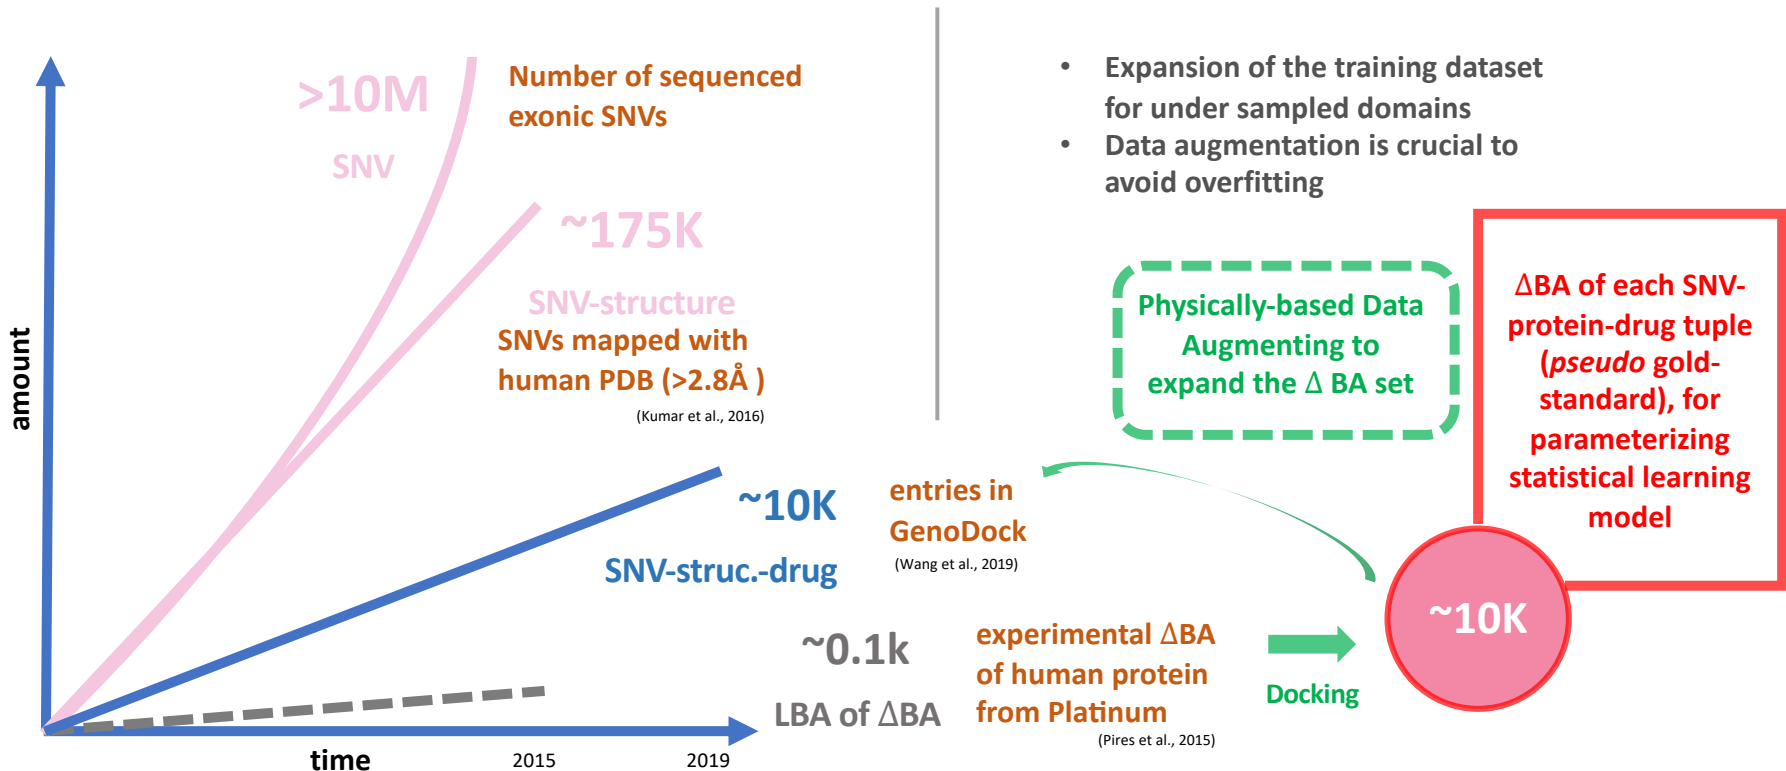 >10M
SNV
Number of sequenced
exonic SNVs
~175K
SNV-structure
SNVs mapped with
human PDB (>2.8Å )
(Kumar et al., 2016)
amount
~10K
SNV-struc.-drug
entries in
GenoDock
(Wang et al., 2019)
~0.1k
LBA of ΔBA
experimental ΔBA
of human protein
from Platinum
(Pires et al., 2015)
time
2015
2019
• Expansion of the training dataset
for under sampled domains
• Data augmentation is crucial to
avoid overfitting
Physically-based Data
Augmenting to
expand the Δ BA set
Docking
~10K
ΔBA of each SNV-
protein-drug tuple
(pseudo gold-
standard), for
parameterizing
statistical learning
model